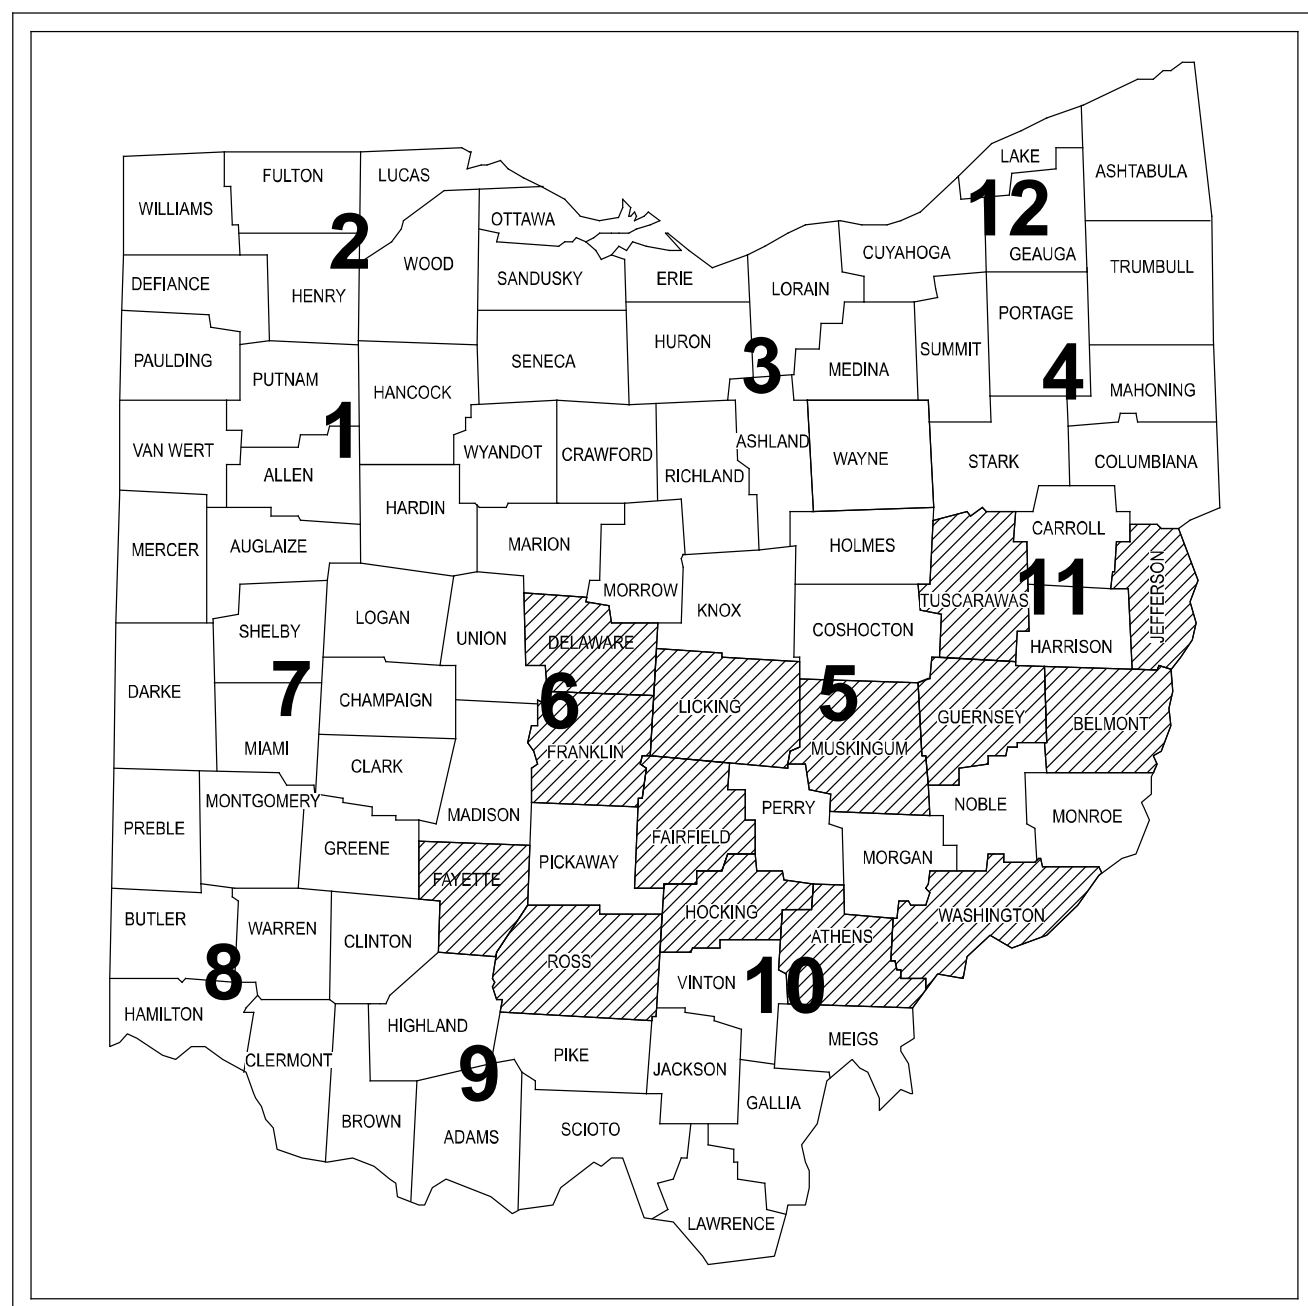 LAKE
ASHTABULA
FULTON
LUCAS
WILLIAMS
12
OTTAWA
2
CUYAHOGA
GEAUGA
WOOD
TRUMBULL
SANDUSKY
ERIE
DEFIANCE
HENRY
LORAIN
PORTAGE
HURON
SUMMIT
PAULDING
SENECA
3
MEDINA
4
PUTNAM
HANCOCK
MAHONING
1
ASHLAND
VAN WERT
WYANDOT
CRAWFORD
WAYNE
STARK
COLUMBIANA
ALLEN
RICHLAND
HARDIN
CARROLL
MERCER
AUGLAIZE
MARION
HOLMES
11
JEFFERSON
MORROW
TUSCARAWAS
KNOX
LOGAN
SHELBY
UNION
COSHOCTON
DELAWARE
HARRISON
7
DARKE
CHAMPAIGN
6
LICKING
5
GUERNSEY
BELMONT
MIAMI
FRANKLIN
MUSKINGUM
CLARK
MONTGOMERY
NOBLE
PERRY
MADISON
MONROE
PREBLE
FAIRFIELD
GREENE
PICKAWAY
MORGAN
FAYETTE
HOCKING
WASHINGTON
BUTLER
WARREN
CLINTON
ATHENS
ROSS
8
VINTON
10
HAMILTON
HIGHLAND
MEIGS
CLERMONT
PIKE
9
JACKSON
GALLIA
BROWN
ADAMS
SCIOTO
LAWRENCE